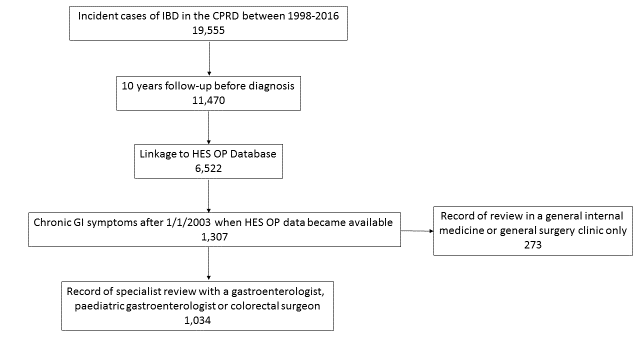 Incident cases of IBD in the CPRD between 1998-2016
19,555
10 years follow-up before diagnosis
11,470
Linkage to HES OP Database
6,522
Chronic GI symptoms after 1/1/2003 when HES OP data became available
1,307
Record of review in a general internal
medicine or general surgery clinic only
273
Record of specialist review with a gastroenterologist,
paediatric gastroenterologist or colorectal surgeon
1,034